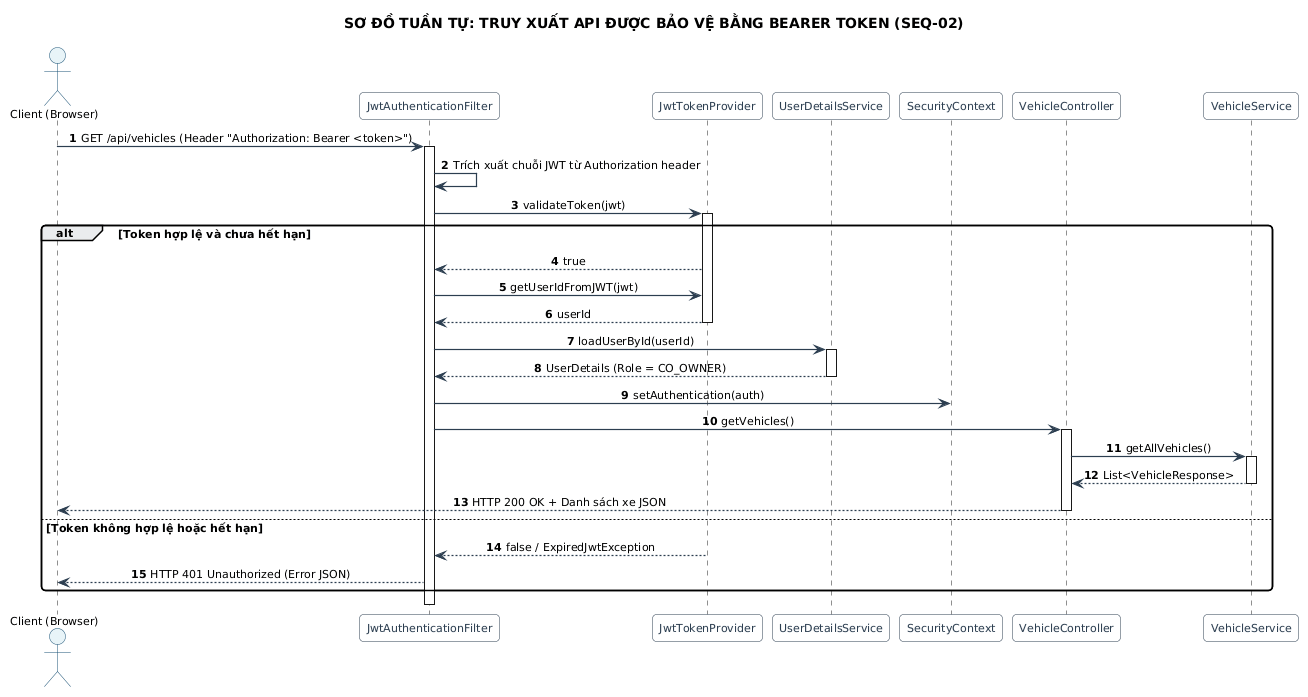 SƠ ĐỒ TUẦN TỰ: TRUY XUẤT API ĐƯỢC BẢO VỆ BẰNG BEARER TOKEN (SEQ-02)
Client (Browser)
JwtAuthenticationFilter
JwtTokenProvider
UserDetailsService
SecurityContext
VehicleController
VehicleService
1 GET /api/vehicles (Header "Authorization: Bearer <token>")
2 Trích xuất chuỗi JWT từ Authorization header
3 validateToken(jwt)
alt [Token hợp lệ và chưa hết hạn]
4 true
5 getUserIdFromJWT(jwt)
6 userId
7 loadUserById(userId)
8 UserDetails (Role = CO_OWNER)
9 setAuthentication(auth)
10 getVehicles()
11 getAllVehicles()
12 List<VehicleResponse>
13 HTTP 200 OK + Danh sách xe JSON
[Token không hợp lệ hoặc hết hạn]
14 false / ExpiredJwtException
15 HTTP 401 Unauthorized (Error JSON)
Client (Browser)
JwtAuthenticationFilter
JwtTokenProvider
UserDetailsService
SecurityContext
VehicleController
VehicleService